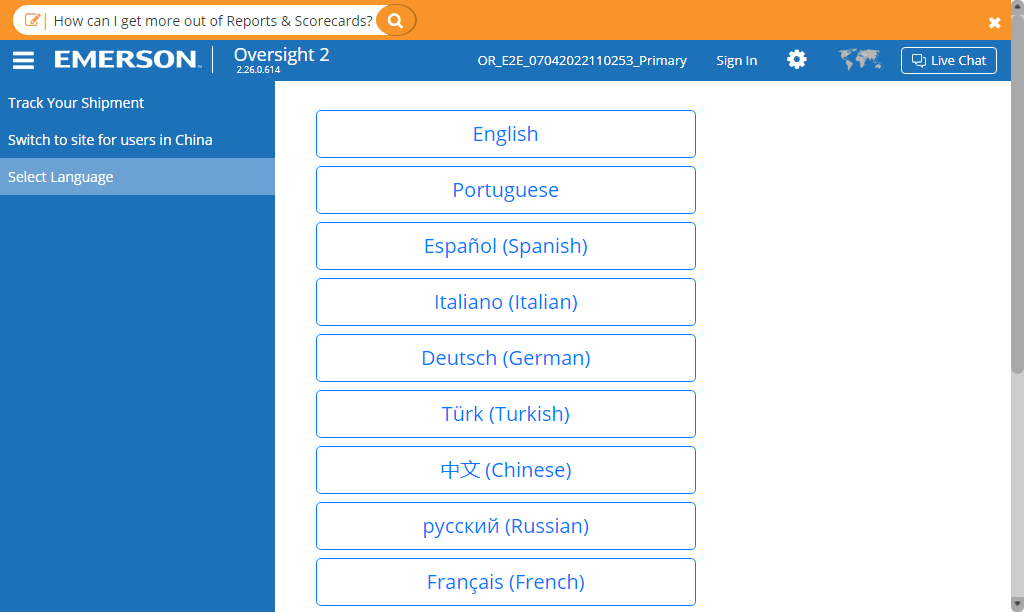 How can I get more out of Reports & Scorecards?
EMERSON™
Oversight 2
2.26.0.614
OR_E2E_07042022110253_Primary
Sign In
Live Chat
Track Your Shipment
Switch to site for users in China
Select Language
English
Portuguese
Español (Spanish)
Italiano (Italian)
Deutsch (German)
Türk (Turkish)
中文 (Chinese)
русский (Russian)
Français (French)